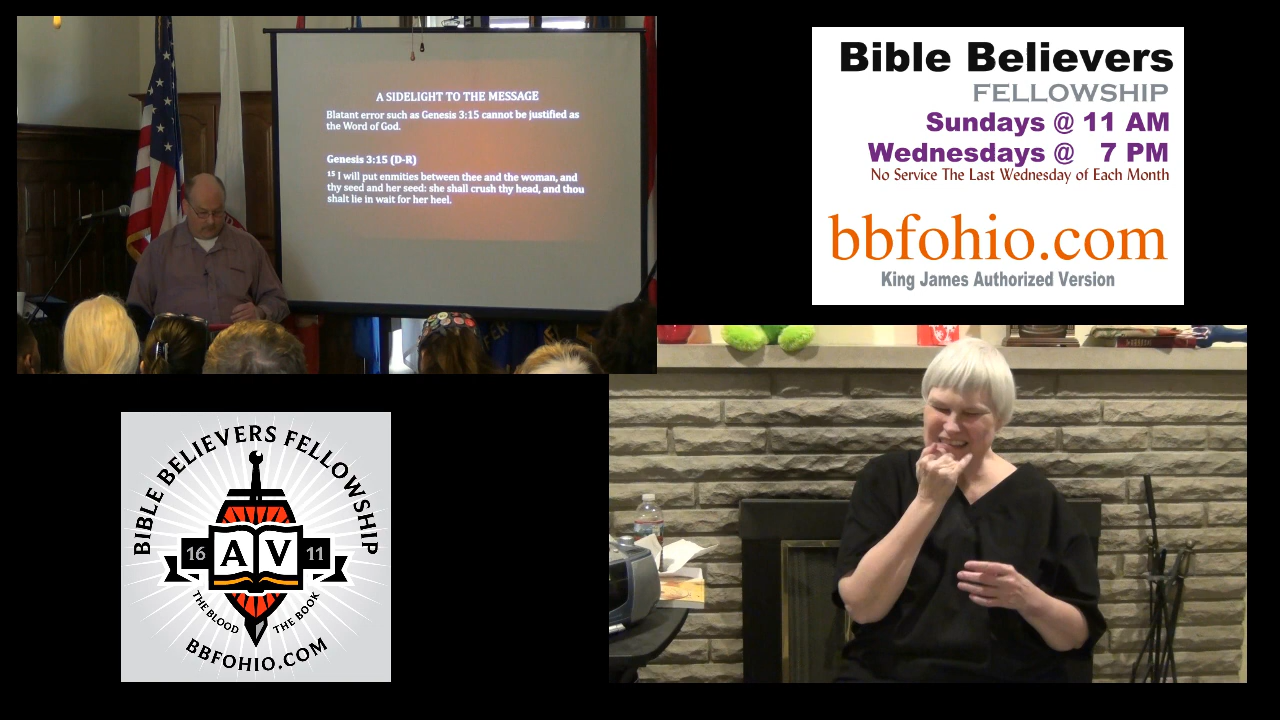 A SIDELIGHT TO THE MESSAGE
Blatant error such as Genesis 3:15 cannot be justified as
the Word of God.
Genesis 3:15 (D-R)
15 I will put enmities between thee and the woman, and
thy seed and her seed: she shall crush thy head, and thou
shalt lie in wait for her heel.
Bible Believers
FELLOWSHIP
Sundays @ 11 AM
Wednesdays @ 7 PM
No Service The Last Wednesday of Each Month
bbfohio.com
King James Authorized Version
BIBLE BELIEVERS FELLOWSHIP
16 AV 11
THE BLOOD THE BOOK
BBFOHIO.COM